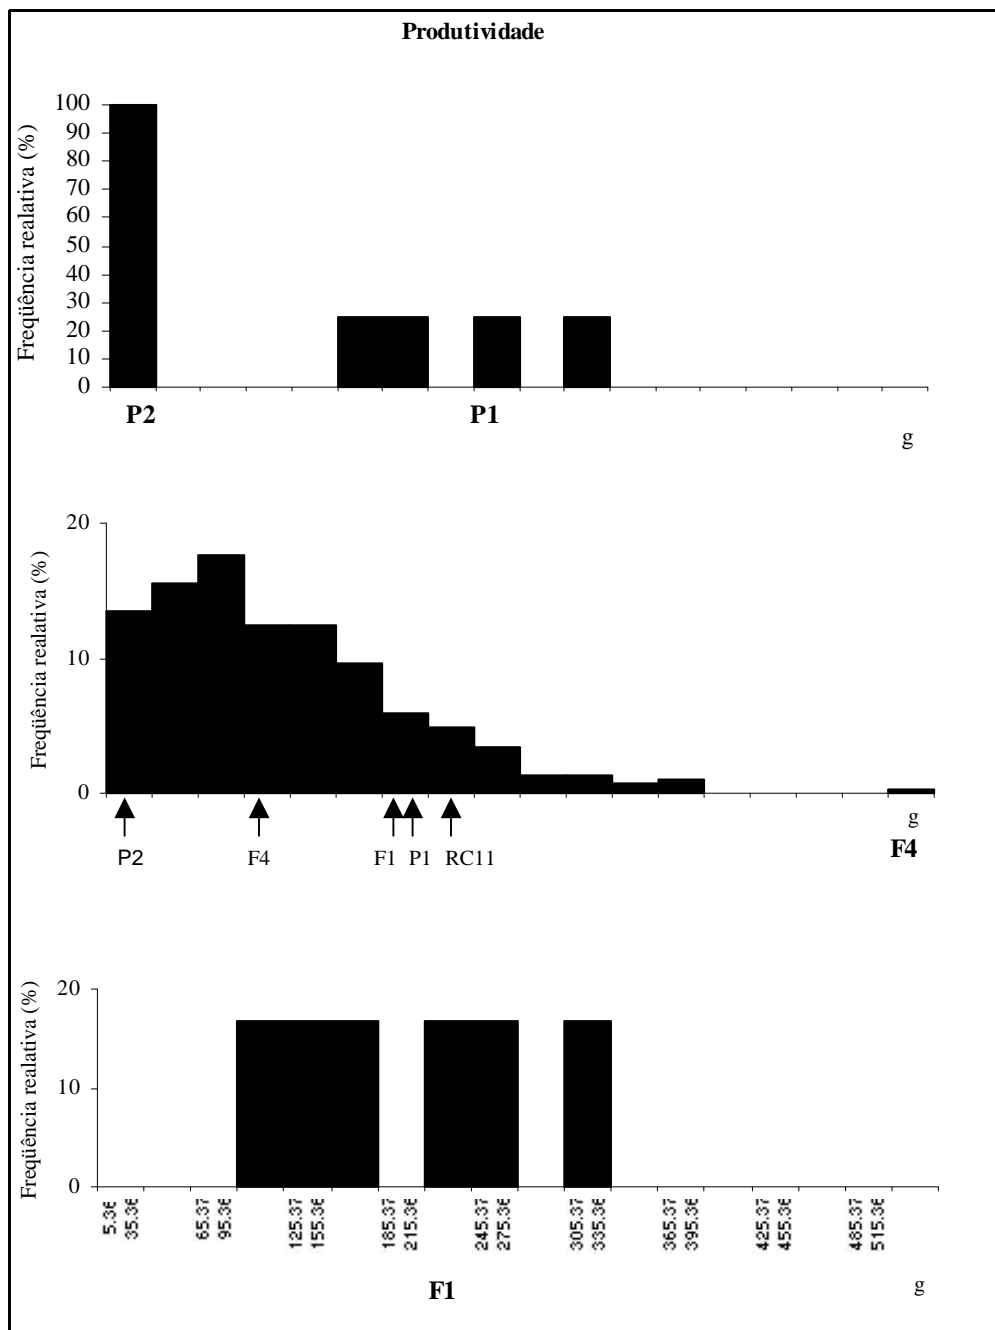 Produtividade
Freqüência realativa (%)
100
90
80
70
60
50
40
30
20
10
0
P2 P1
g
Freqüência realativa (%)
20
10
0
P2 F4 F1 P1 RC11
g
F4
Freqüência realativa (%)
20
10
0
5.36 35.36 65.37 95.36 125.37 155.36 185.37 215.36 245.37 275.36 305.37 335.36 365.37 395.36 425.37 455.36 485.37 515.36
F1 g